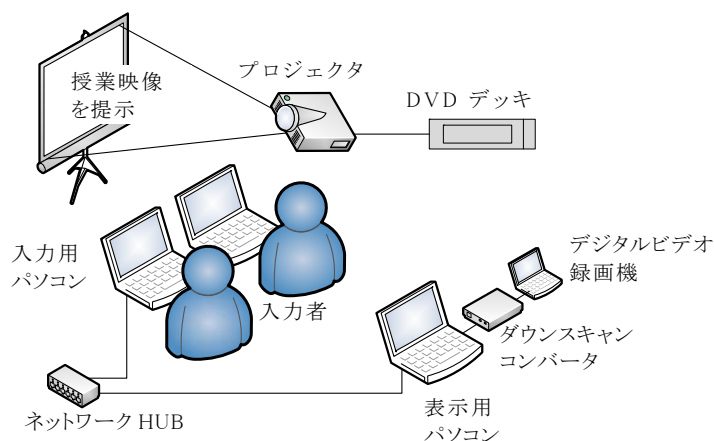 授業映像
を提示
プロジェクタ
DVD デッキ
入力用
パソコン
入力者
デジタルビデオ
録画機
ダウンスキャン
コンバータ
ネットワーク HUB
表示用
パソコン